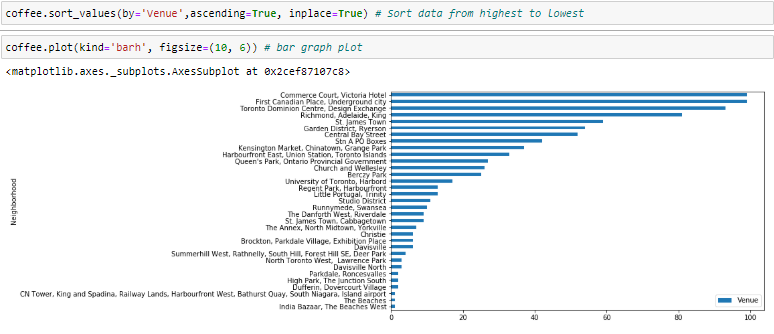 coffee.sort_values(by='Venue',ascending=True, inplace=True) # Sort data from highest to lowest
coffee.plot(kind='barh', figsize=(10, 6)) # bar graph plot
<matplotlib.axes._subplots.AxesSubplot at 0x2cef87107c8>
Neighborhood
Commerce Court, Victoria Hotel
First Canadian Place, Underground city
Toronto Dominion Centre, Design Exchange
Richmond, Adelaide, King
St. James Town
Garden District, Ryerson
Central Bay Street
Stn A PO Boxes
Kensington Market, Chinatown, Grange Park
Harbourfront East, Union Station, Toronto Islands
Queen's Park, Ontario Provincial Government
Church and Wellesley
Berczy Park
University of Toronto, Harbord
Regent Park, Harbourfront
Little Portugal, Trinity
Studio District
Runnymede, Swansea
The Danforth West, Riverdale
St. James Town, Cabbagetown
The Annex, North Midtown, Yorkville
Christie
Brockton, Parkdale Village, Exhibition Place
Davisville
Summerhill West, Rathnelly, South Hill, Forest Hill SE, Deer Park
North Toronto West,  Lawrence Park
Davisville North
Parkdale, Roncesvalles
High Park, The Junction South
Dufferin, Dovercourt Village
CN Tower, King and Spadina, Railway Lands, Harbourfront West, Bathurst Quay, South Niagara, Island airport
The Beaches
India Bazaar, The Beaches West
Venue
0 20 40 60 80 100